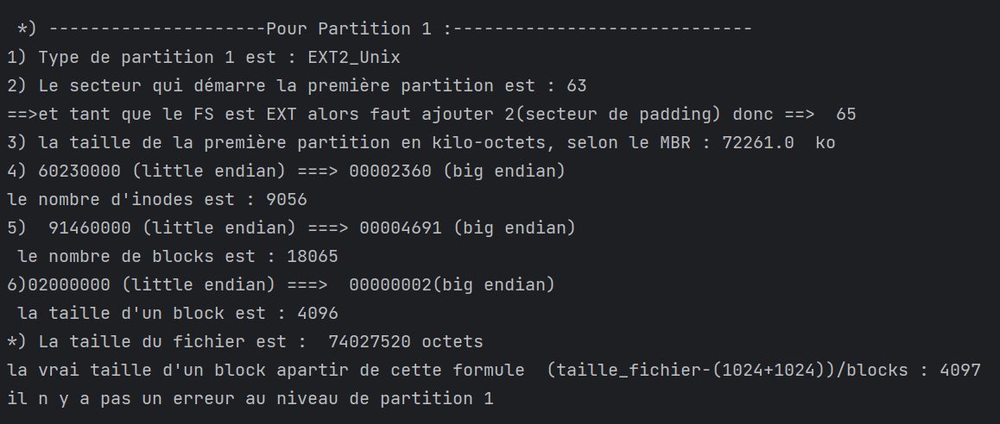 *) ---------------------Pour Partition 1 :-----------------------------
1) Type de partition 1 est : EXT2_Unix
2) Le secteur qui démarre la première partition est : 63
==>et tant que le FS est EXT alors faut ajouter 2(secteur de padding) donc ==>  65
3) la taille de la première partition en kilo-octets, selon le MBR : 72261.0  ko
4) 60230000 (little endian) ===> 00002360 (big endian)
le nombre d'inodes est : 9056
5)  91460000 (little endian) ===> 00004691 (big endian)
le nombre de blocks est : 18065
6)02000000 (little endian) ===>  00000002(big endian)
la taille d'un block est : 4096
*) La taille du fichier est :  74027520 octets
la vrai taille d'un block apartir de cette formule  (taille_fichier-(1024+1024))/blocks : 4097
il n y a pas un erreur au niveau de partition 1